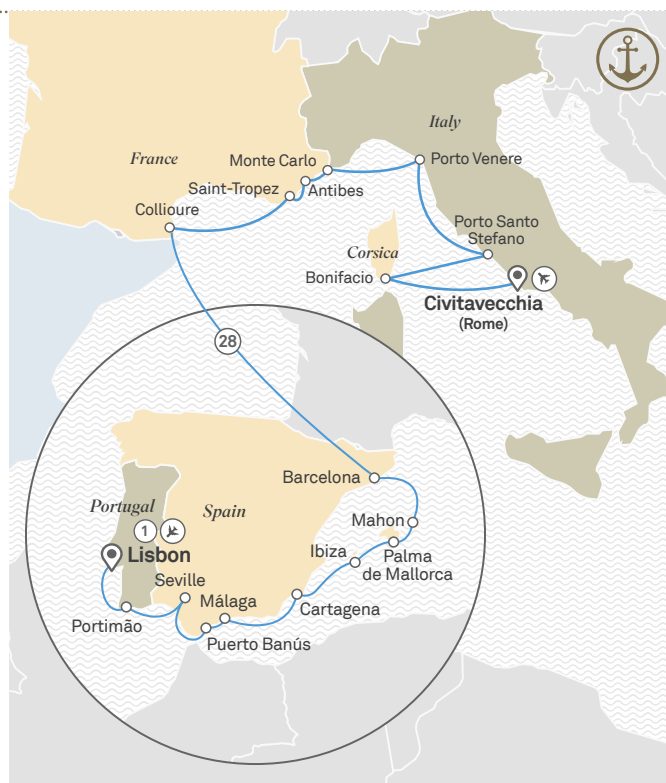 Italy
France
Monte Carlo
Porto Venere
Saint-Tropez
Antibes
Collioure
Porto Santo
Stefano
Corsica
Bonifacio
Civitavecchia
(Rome)
28
Barcelona
Portugal
Spain
Mahon
1
Lisbon
Ibiza
Palma
de Mallorca
Seville
Málaga
Cartagena
Portimão
Puerto Banús